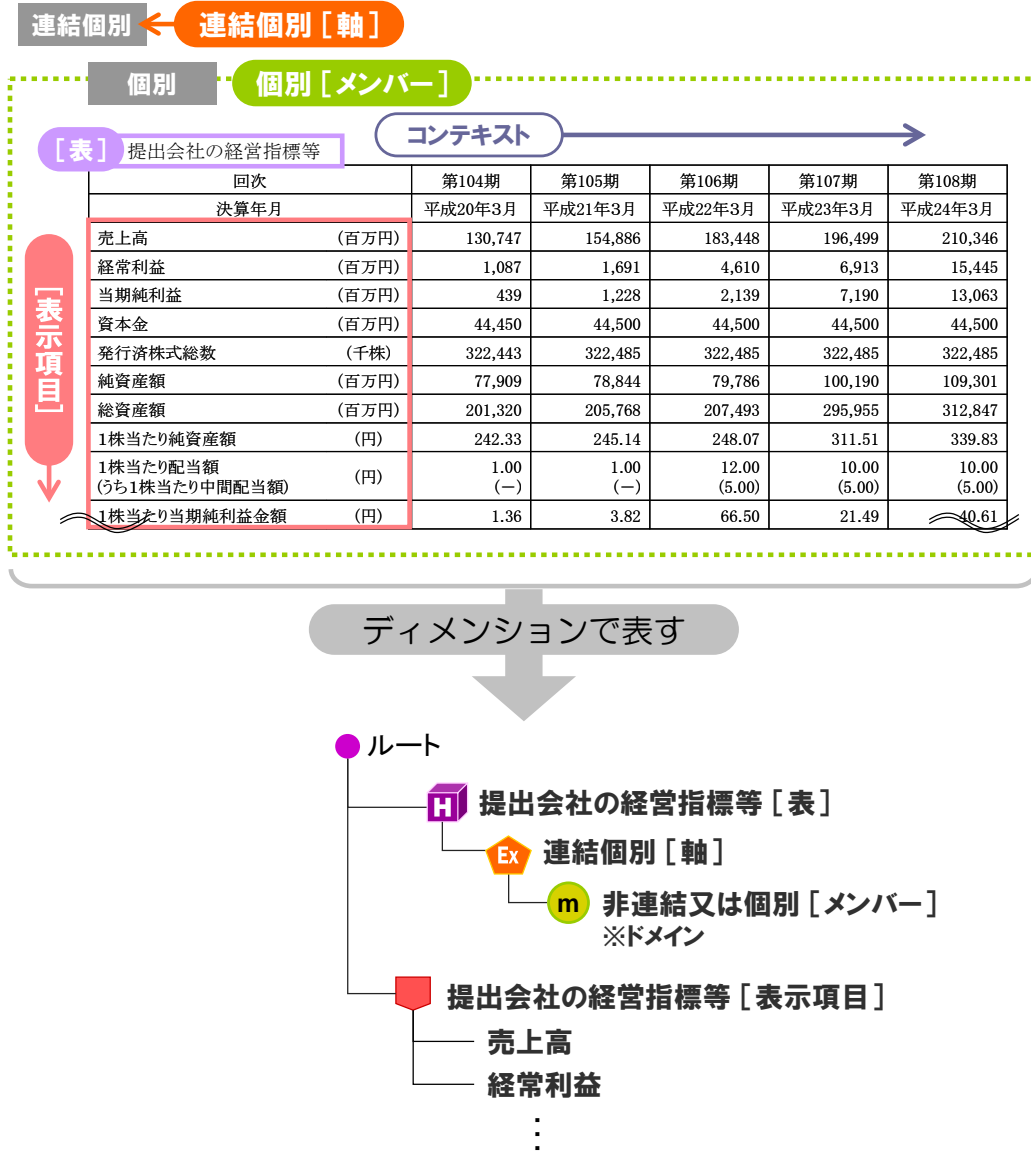 連結個別 連結個別［軸］
個別 個別［メンバー］
コンテキスト
［表］ 提出会社の経営指標等
回次 第104期 第105期 第106期 第107期 第108期
決算年月 平成20年3月 平成21年3月 平成22年3月 平成23年3月 平成24年3月
［表示項目］
売上高 (百万円) 130,747 154,886 183,448 196,499 210,346
経常利益 (百万円) 1,087 1,691 4,610 6,913 15,445
当期純利益 (百万円) 439 1,228 2,139 7,190 13,063
資本金 (百万円) 44,450 44,500 44,500 44,500 44,500
発行済株式総数 (千株) 322,443 322,485 322,485 322,485 322,485
純資産額 (百万円) 77,909 78,844 79,786 100,190 109,301
総資産額 (百万円) 201,320 205,768 207,493 295,955 312,847
1株当たり純資産額 (円) 242.33 245.14 248.07 311.51 339.83
1株当たり配当額 (円) 1.00 1.00 12.00 10.00 10.00
(うち1株当たり中間配当額) (－) (－) (5.00) (5.00) (5.00)
1株当たり当期純利益金額 (円) 1.36 3.82 66.50 21.49 40.61
ディメンションで表す
ルート
H 提出会社の経営指標等［表］
Ex 連結個別［軸］
m 非連結又は個別［メンバー］
※ドメイン
提出会社の経営指標等［表示項目］
売上高
経常利益
⋮